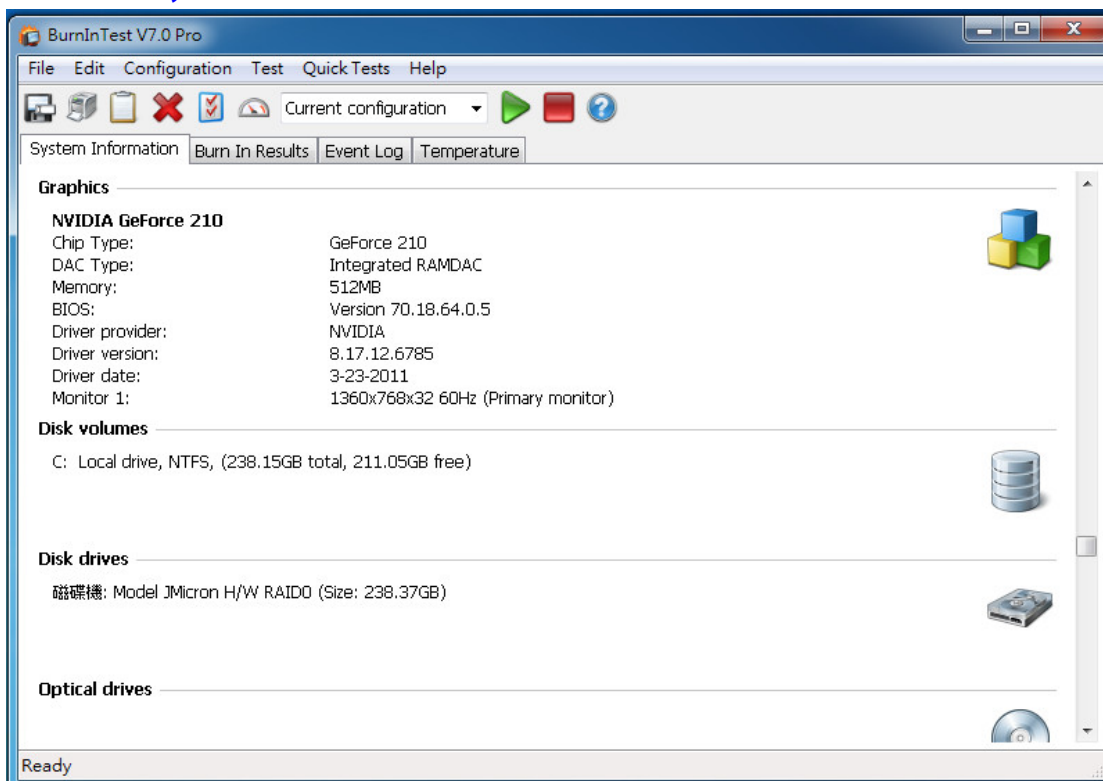 BurnInTest V7.0 Pro
File Edit Configuration Test Quick Tests Help
Current configuration
System Information Burn In Results Event Log Temperature
Graphics
NVIDIA GeForce 210
Chip Type: GeForce 210
DAC Type: Integrated RAMDAC
Memory: 512MB
BIOS: Version 70.18.64.0.5
Driver provider: NVIDIA
Driver version: 8.17.12.6785
Driver date: 3-23-2011
Monitor 1: 1360x768x32 60Hz (Primary monitor)
Disk volumes
C: Local drive, NTFS, (238.15GB total, 211.05GB free)
Disk drives
磁碟機: Model JMicron H/W RAID0 (Size: 238.37GB)
Optical drives
Ready